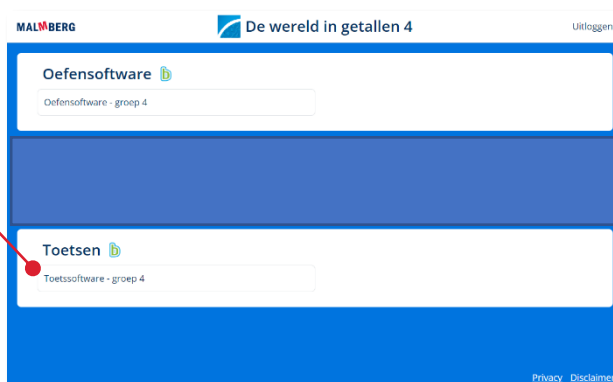 MALMBERG De wereld in getallen 4 Uitloggen
Oefensoftware b
Oefensoftware - groep 4
Toetsen b
Toetssoftware - groep 4
Privacy Disclaimer